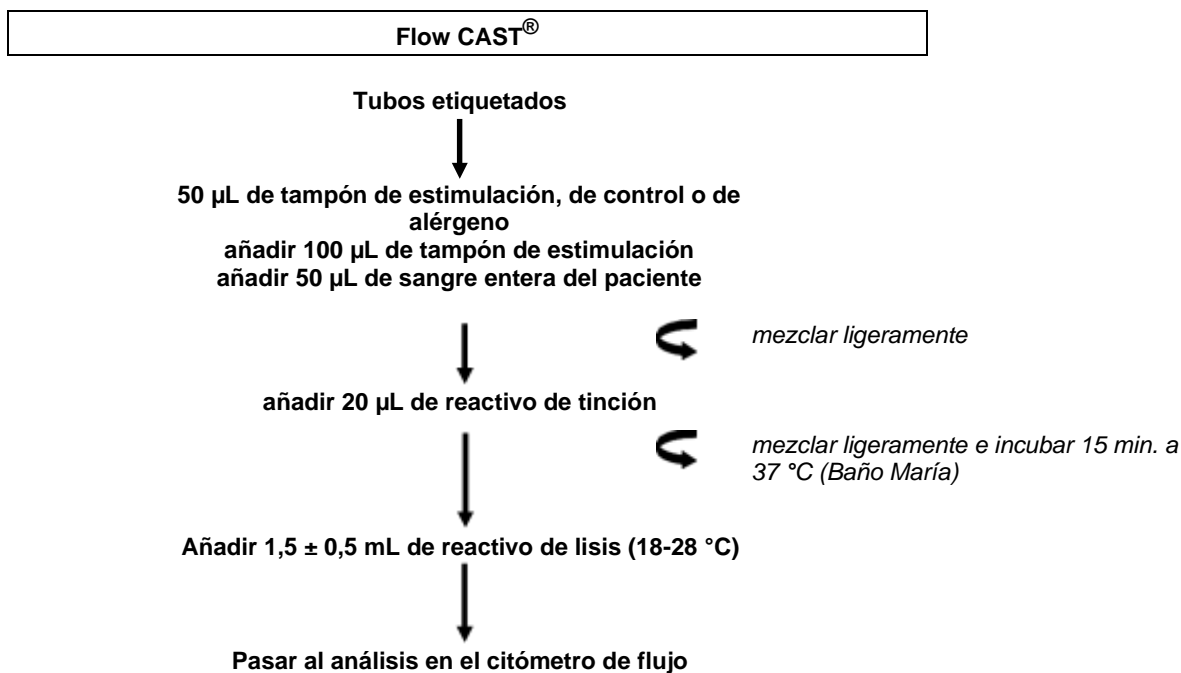 Flow CAST®
Tubos etiquetados
50 µL de tampón de estimulación, de control o de
alérgeno
añadir 100 µL de tampón de estimulación
añadir 50 µL de sangre entera del paciente
mezclar ligeramente
añadir 20 µL de reactivo de tinción
mezclar ligeramente e incubar 15 min. a
37 °C (Baño María)
Añadir 1,5 ± 0,5 mL de reactivo de lisis (18-28 °C)
Pasar al análisis en el citómetro de flujo